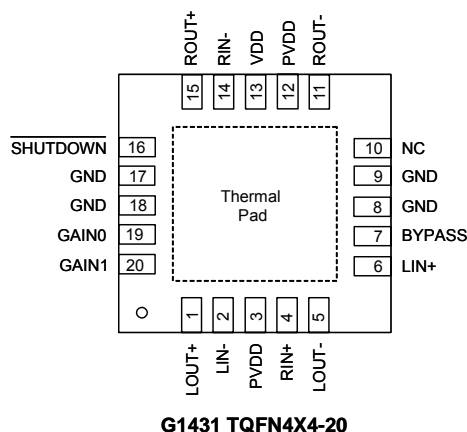 ROUT+
RIN-
VDD
PVDD
ROUT-
15
14
13
12
11
SHUTDOWN 16
GND 17
GND 18
GAIN0 19
GAIN1 20
Thermal
Pad
10 NC
9 GND
8 GND
7 BYPASS
6 LIN+
1
2
3
4
5
LOUT+
LIN-
PVDD
RIN+
LOUT-
G1431 TQFN4X4-20